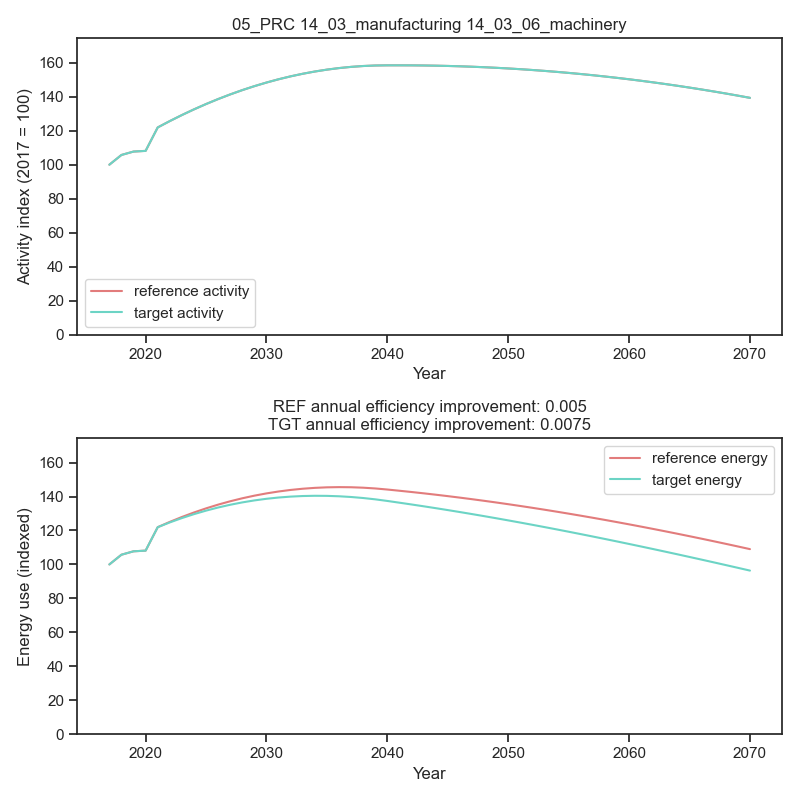 05_PRC 14_03_manufacturing 14_03_06_machinery
160
140
120
100
80
60
40
20
0
Activity index (2017 = 100)
reference activity
target activity
2020 2030 2040 2050 2060 2070
Year
REF annual efficiency improvement: 0.005
TGT annual efficiency improvement: 0.0075
160
140
120
100
80
60
40
20
0
Energy use (indexed)
reference energy
target energy
2020 2030 2040 2050 2060 2070
Year